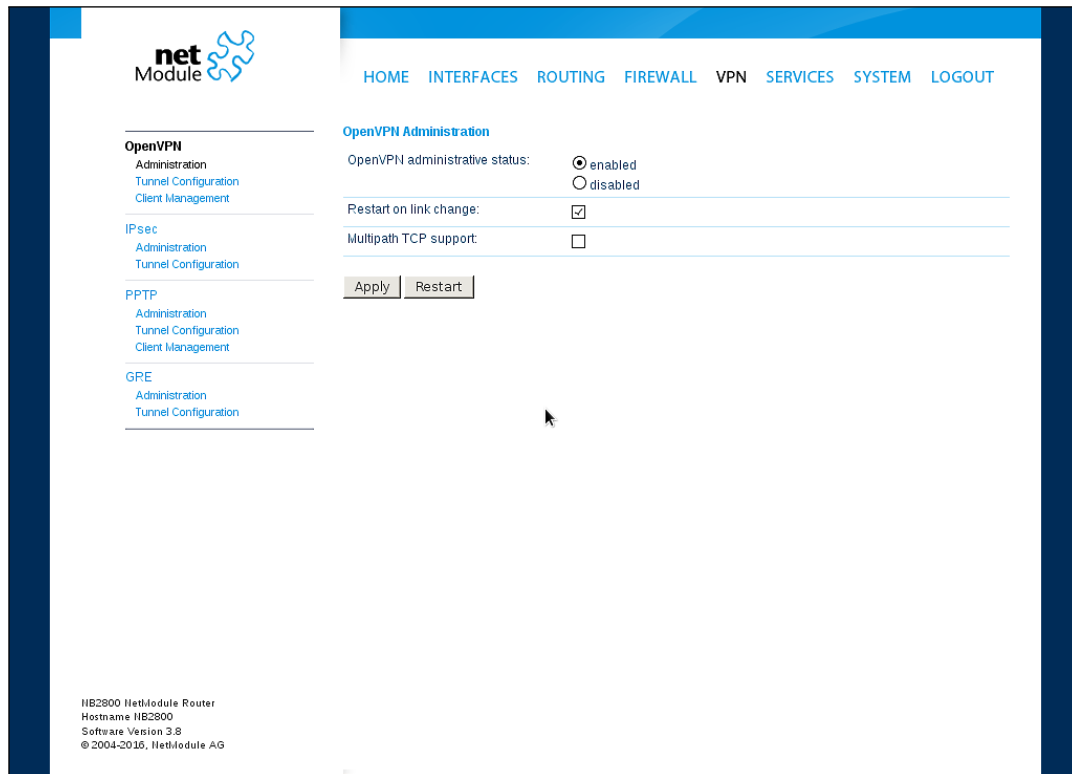 net
Module
HOME INTERFACES ROUTING FIREWALL VPN SERVICES SYSTEM LOGOUT
OpenVPN
Administration
Tunnel Configuration
Client Management
IPsec
Administration
Tunnel Configuration
PPTP
Administration
Tunnel Configuration
Client Management
GRE
Administration
Tunnel Configuration
OpenVPN Administration
OpenVPN administrative status:
enabled
disabled
Restart on link change:
Multipath TCP support:
Apply Restart
NB2800 NetModule Router
Hostname NB2800
Software Version 3.8
© 2004-2016, NetModule AG